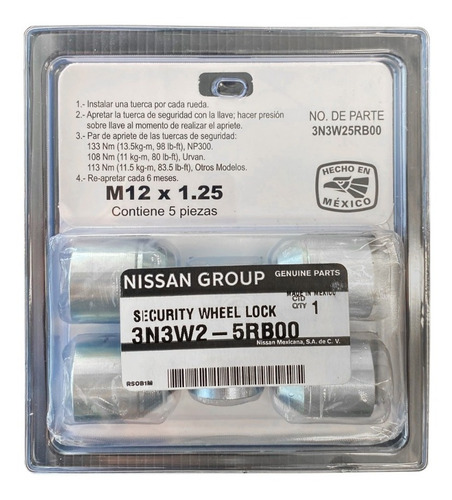 1.- Instalar una tuerca por cada rueda.
2.- Apretar la tuerca de seguridad con la llave; hacer presión
sobre llave al momento de realizar el apriete.
3.- Par de apriete de las tuercas de seguridad:
133 Nm (13.5kg-m, 98 lb-ft), NP300.
108 Nm (11 kg-m, 80 lb-ft), Urvan.
113 Nm (11.5 kg-m, 83.5 lb-ft), Otros Modelos.
4.- Re-apretar cada 6 meses.
M12 x 1.25
Contiene 5 piezas
NO. DE PARTE
3N3W25RB00
HECHO EN
MÉXICO
NISSAN GROUP
GENUINE PARTS
MADE IN MEXICO
SECURITY WHEEL LOCK
CTD
QTY 1
3N3W2-5RB00
Nissan Mexicana, S.A. de C. V.
RSOB1M